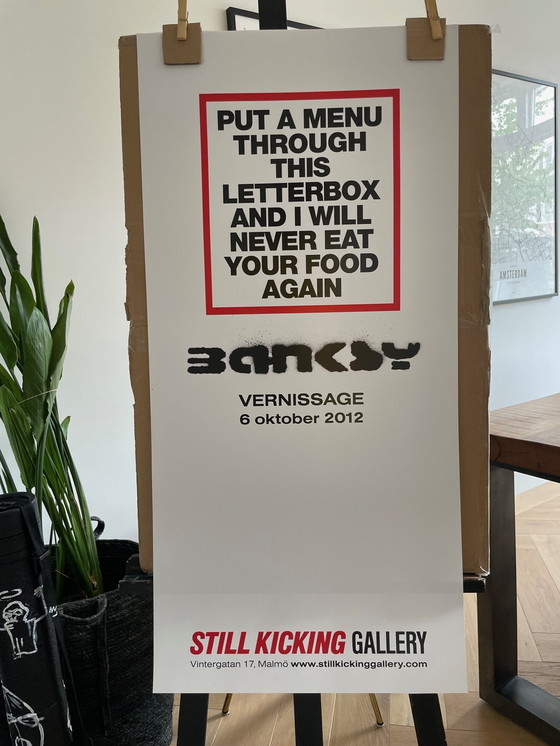 PUT A MENU
THROUGH
THIS
LETTERBOX
AND I WILL
NEVER EAT
YOUR FOOD
AGAIN
BANKSY
VERNISSAGE
6 oktober 2012
STILL KICKING GALLERY
Vintergatan 17, Malmö www.stillkickinggallery.com
AMSTERDAM